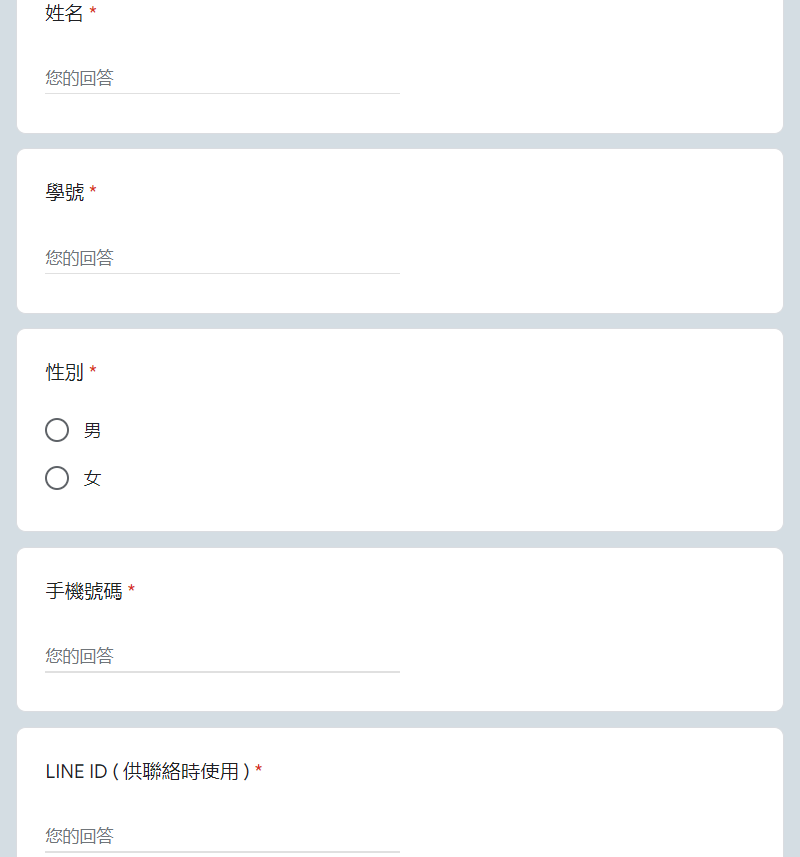 姓名 *
您的回答
學號 *
您的回答
性別 *
男
女
手機號碼 *
您的回答
LINE ID ( 供聯絡時使用 ) *
您的回答